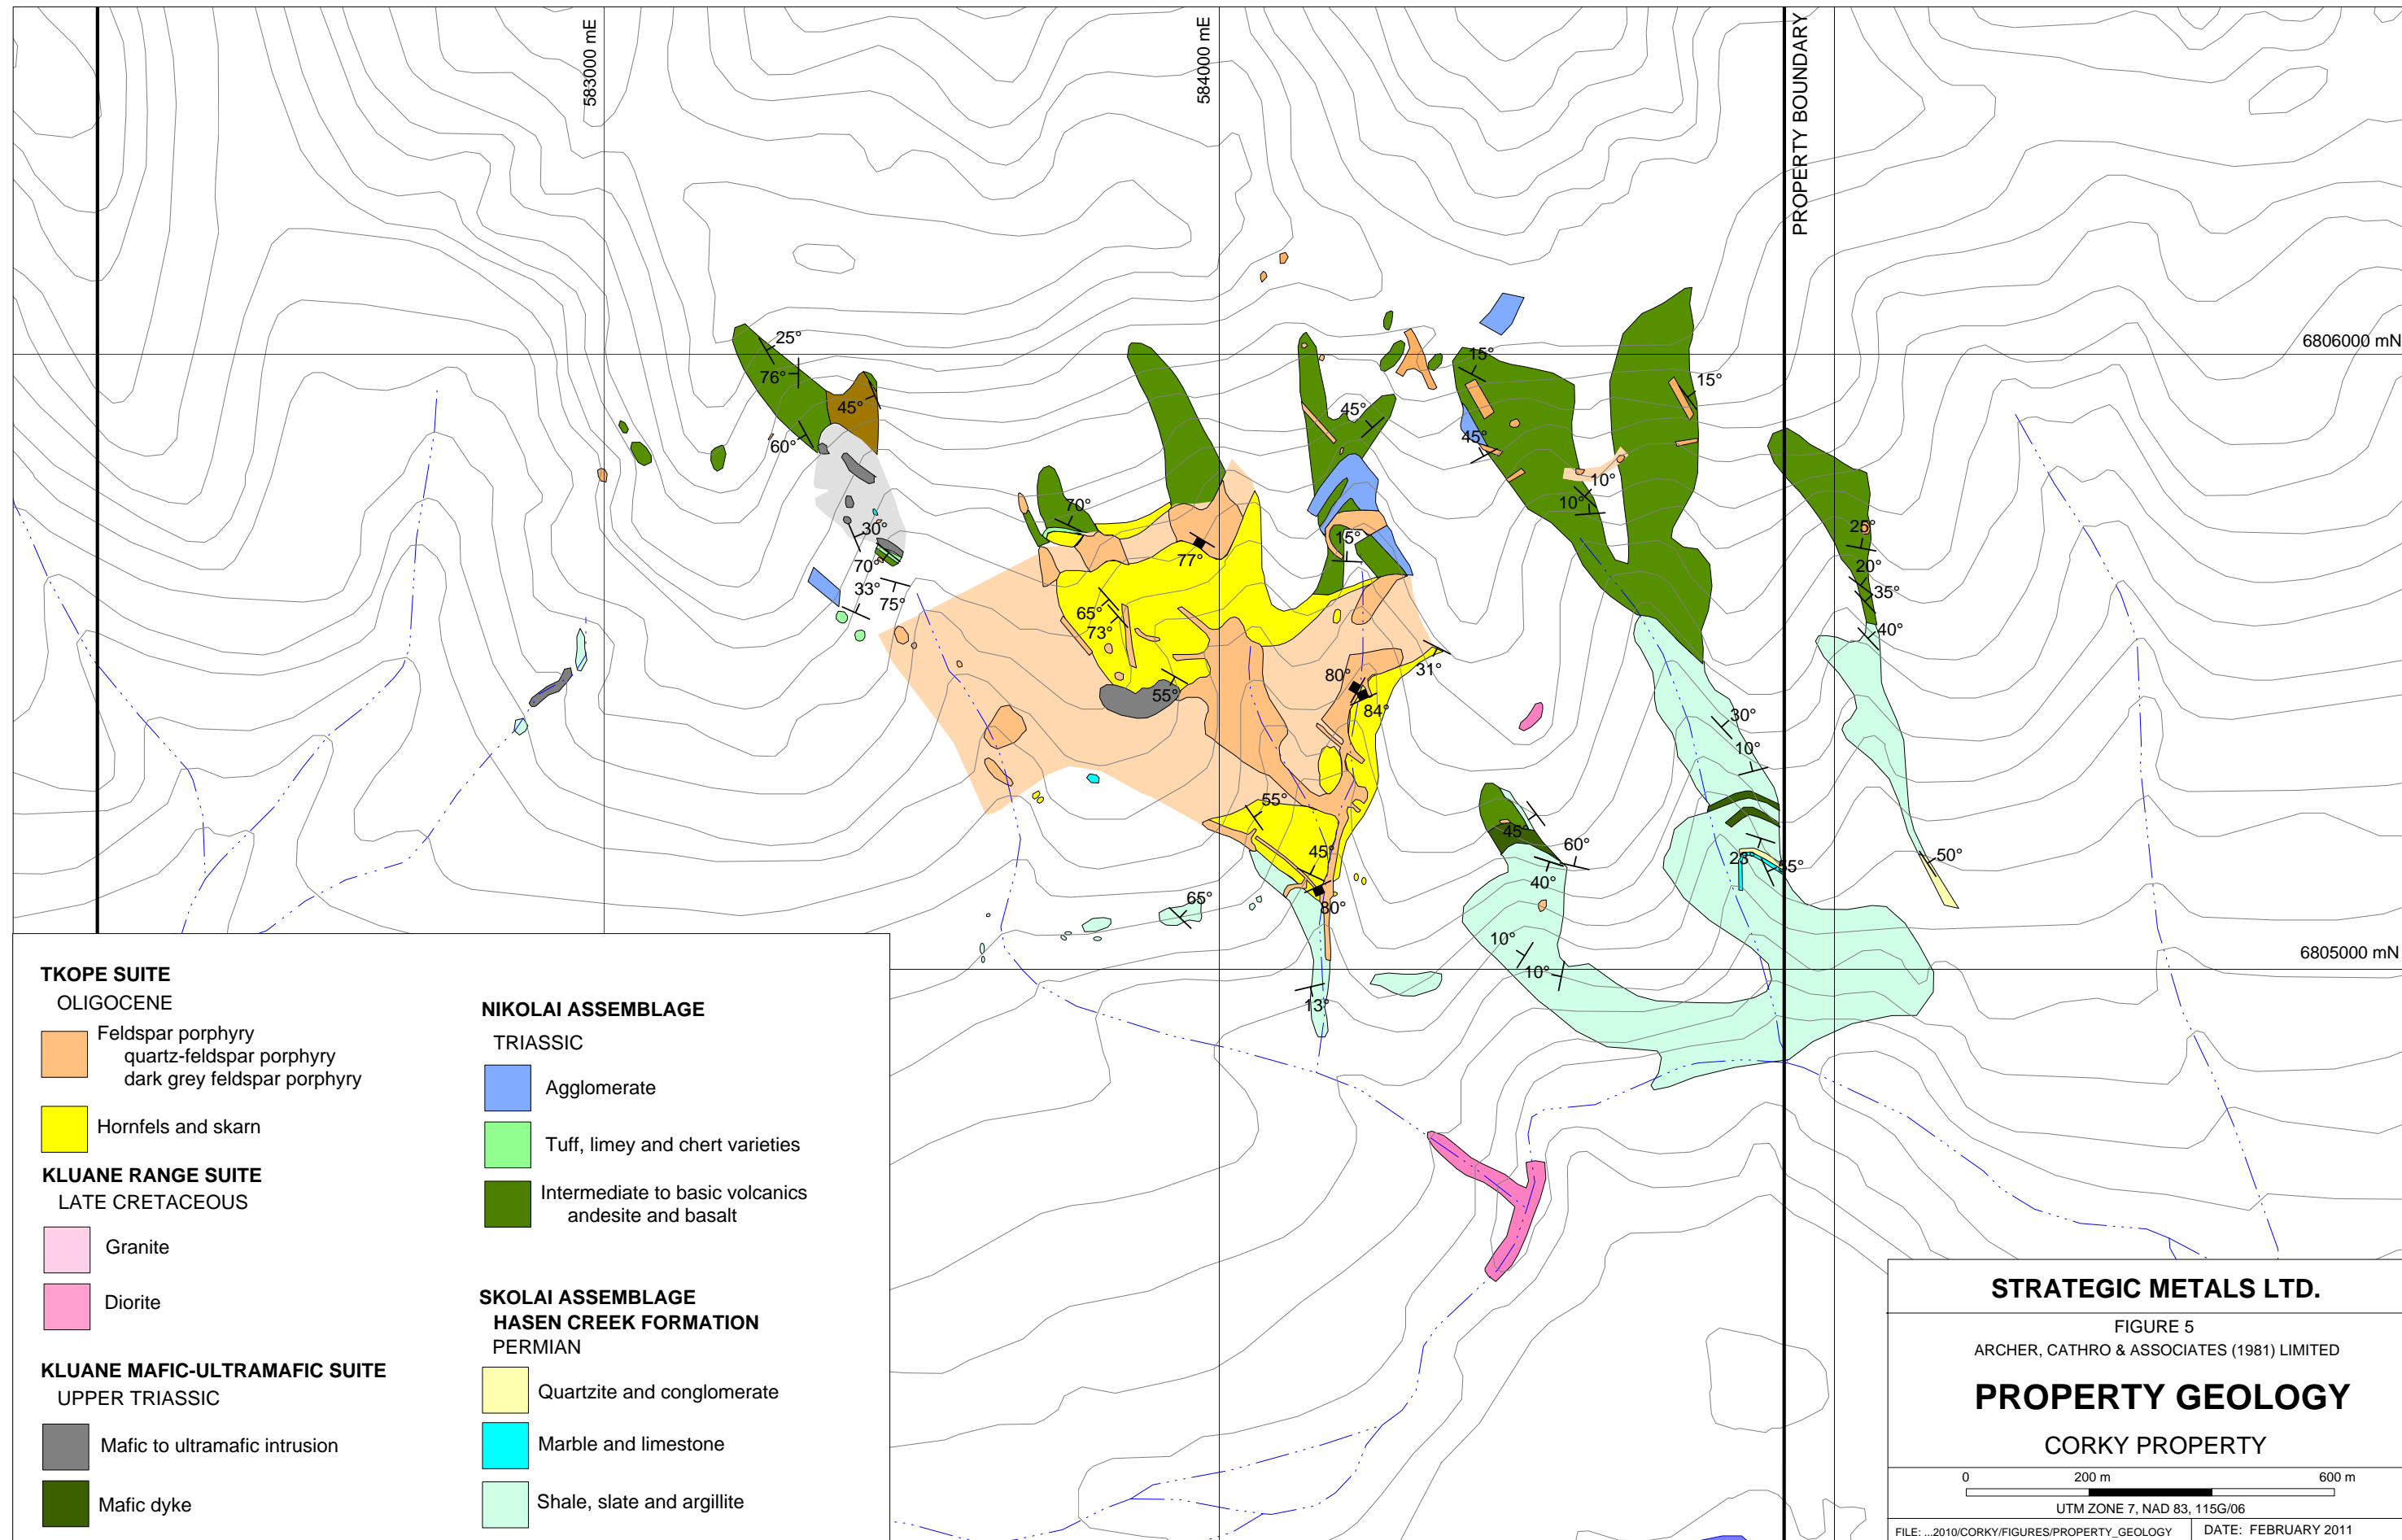 583000 mE
584000 mE
PROPERTY BOUNDARY
6806000 mN
25°
76°
45°
60°
30°
70°
33°
75°
70°
77°
65°
73°
55°
45°
15°
15°
45°
15°
10°
10°
25°
20°
35°
40°
31°
80°
84°
30°
10°
55°
45°
80°
65°
13°
45°
60°
40°
23°
55°
50°
10°
10°
6805000 mN
TKOPE SUITE
OLIGOCENE
Feldspar porphyry
quartz-feldspar porphyry
dark grey feldspar porphyry
Hornfels and skarn
KLUANE RANGE SUITE
LATE CRETACEOUS
Granite
Diorite
KLUANE MAFIC-ULTRAMAFIC SUITE
UPPER TRIASSIC
Mafic to ultramafic intrusion
Mafic dyke
NIKOLAI ASSEMBLAGE
TRIASSIC
Agglomerate
Tuff, limey and chert varieties
Intermediate to basic volcanics
andesite and basalt
SKOLAI ASSEMBLAGE
HASEN CREEK FORMATION
PERMIAN
Quartzite and conglomerate
Marble and limestone
Shale, slate and argillite
STRATEGIC METALS LTD.
FIGURE 5
ARCHER, CATHRO & ASSOCIATES (1981) LIMITED
PROPERTY GEOLOGY
CORKY PROPERTY
0 200 m 600 m
UTM ZONE 7, NAD 83, 115G/06
FILE: ...2010/CORKY/FIGURES/PROPERTY_GEOLOGY
DATE: FEBRUARY 2011